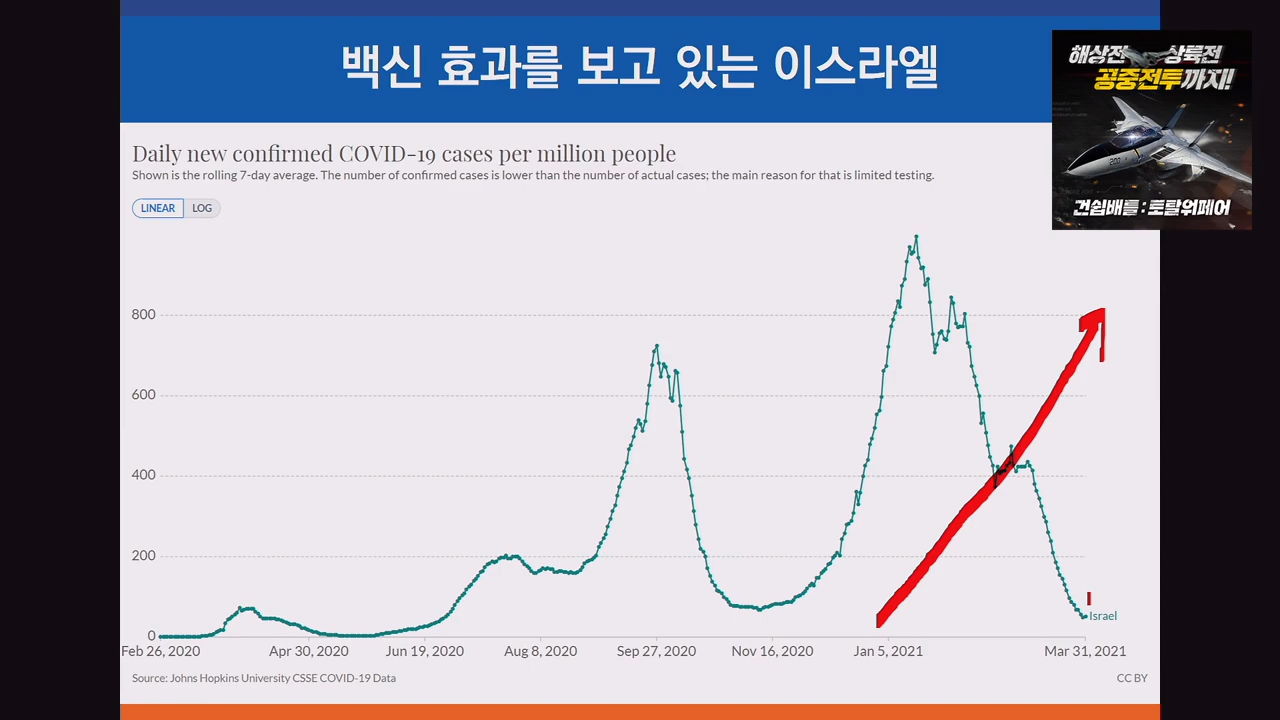 백신 효과를 보고 있는 이스라엘
해상전 상륙전
공중전투까지!
200
건쉽배틀 : 토탈워페어
Daily new confirmed COVID-19 cases per million people
Shown is the rolling 7-day average. The number of confirmed cases is lower than the number of actual cases; the main reason for that is limited testing.
LINEAR LOG
800
600
400
200
0
Israel
Feb 26, 2020 Apr 30, 2020 Jun 19, 2020 Aug 8, 2020 Sep 27, 2020 Nov 16, 2020 Jan 5, 2021 Mar 31, 2021
Source: Johns Hopkins University CSSE COVID-19 Data CC BY